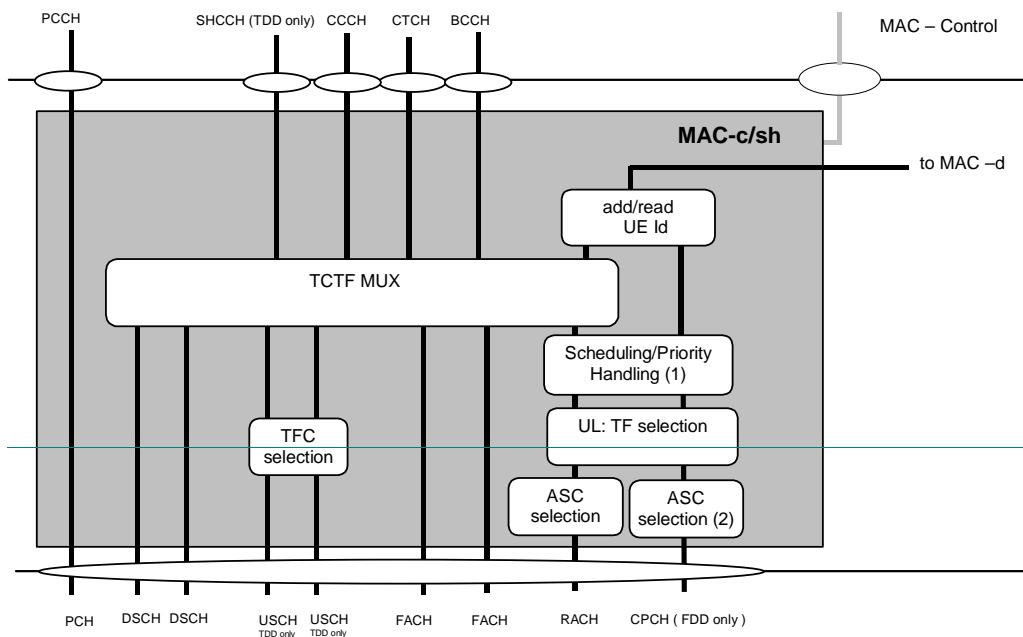 PCCH
SHCCH (TDD only)
CCCH
CTCH
BCCH
MAC – Control
MAC-c/sh
to MAC –d
add/read
UE Id
TCTF MUX
Scheduling/Priority
Handling (1)
UL: TF selection
TFC
selection
ASC
selection
ASC
selection (2)
PCH
DSCH
DSCH
USCH
TDD only
USCH
TDD only
FACH
FACH
RACH
CPCH ( FDD only )